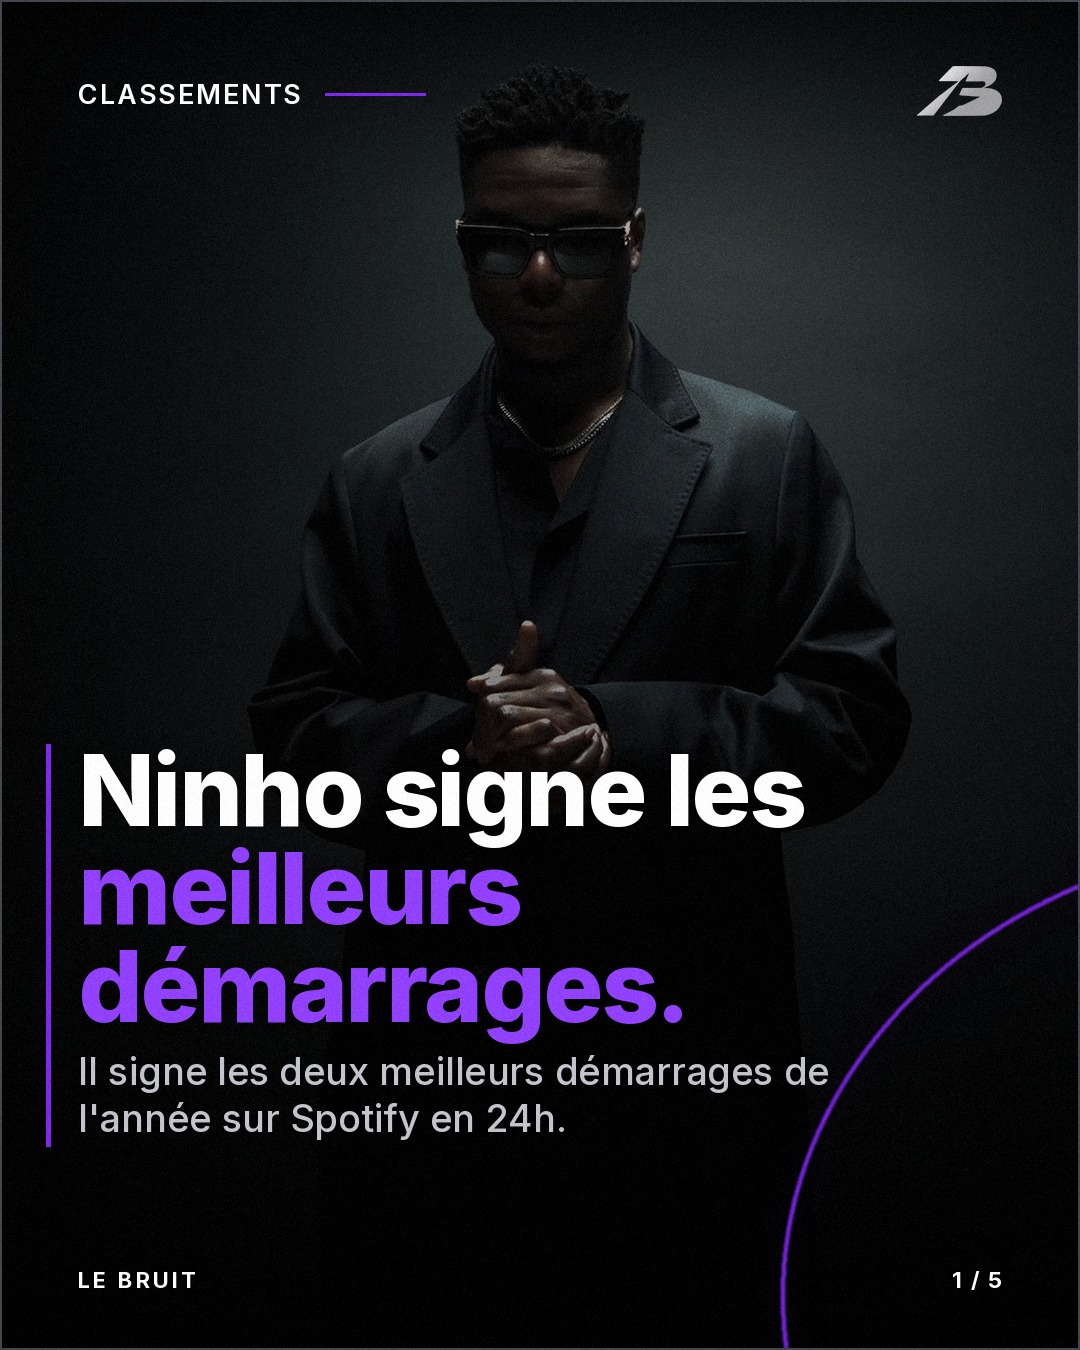 CLASSEMENTS
B
Ninho signe les
meilleurs
démarrages.
Il signe les deux meilleurs démarrages de
l'année sur Spotify en 24h.
LE BRUIT
1 / 5